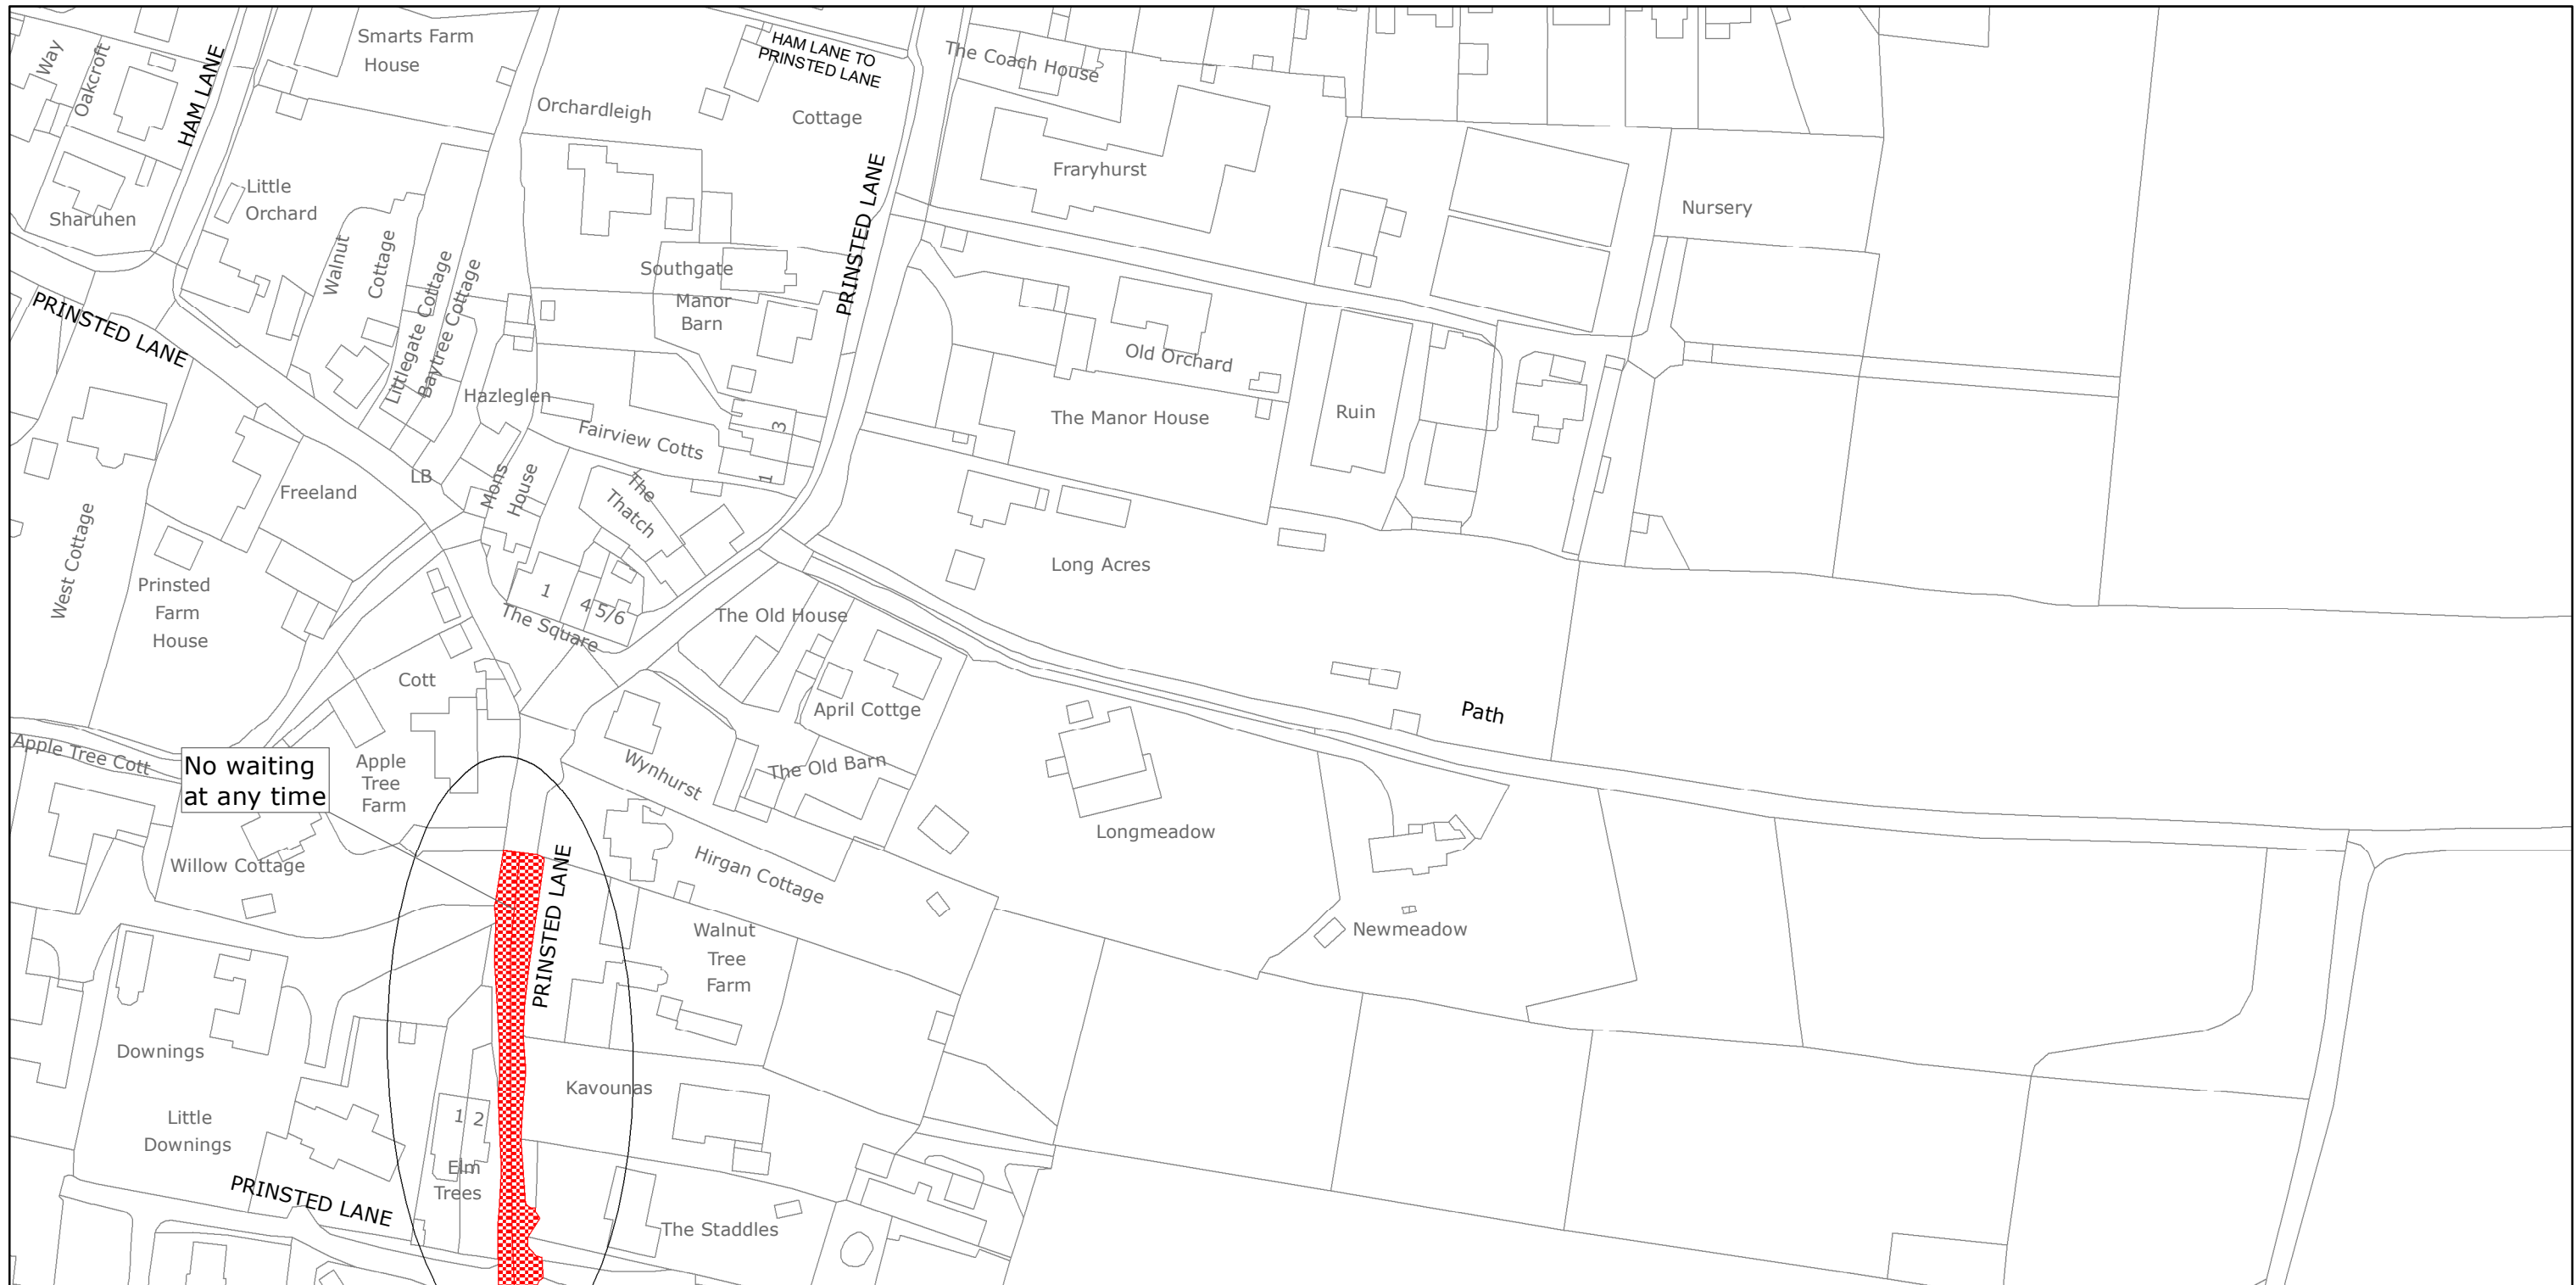 Way
Oakcroft
HAM LANE
Smarts Farm
House
HAM LANE TO
PRINSTED LANE
The Coach House
Orchardleigh
Cottage
Fraryhurst
Nursery
Little
Orchard
Sharuhen
Walnut
Cottage
Littlegate Cottage
Baytree Cottage
Southgate
Manor
Barn
PRINSTED LANE
PRINSTED LANE
Old Orchard
Hazleglen
Fairview Cotts
3
1
The Manor House
Ruin
LB
Mons
House
The
Thatch
Freeland
West Cottage
Prinsted
Farm
House
1
4
5/6
The Square
The Old House
Long Acres
Cott
April Cottge
Path
Apple Tree Cott
No waiting
at any time
Apple
Tree
Farm
Wynhurst
The Old Barn
Longmeadow
Willow Cottage
PRINSTED LANE
Hirgan Cottage
Walnut
Tree
Farm
Newmeadow
Downings
Kavounas
Little
Downings
1
2
Elm
Trees
PRINSTED LANE
The Staddles